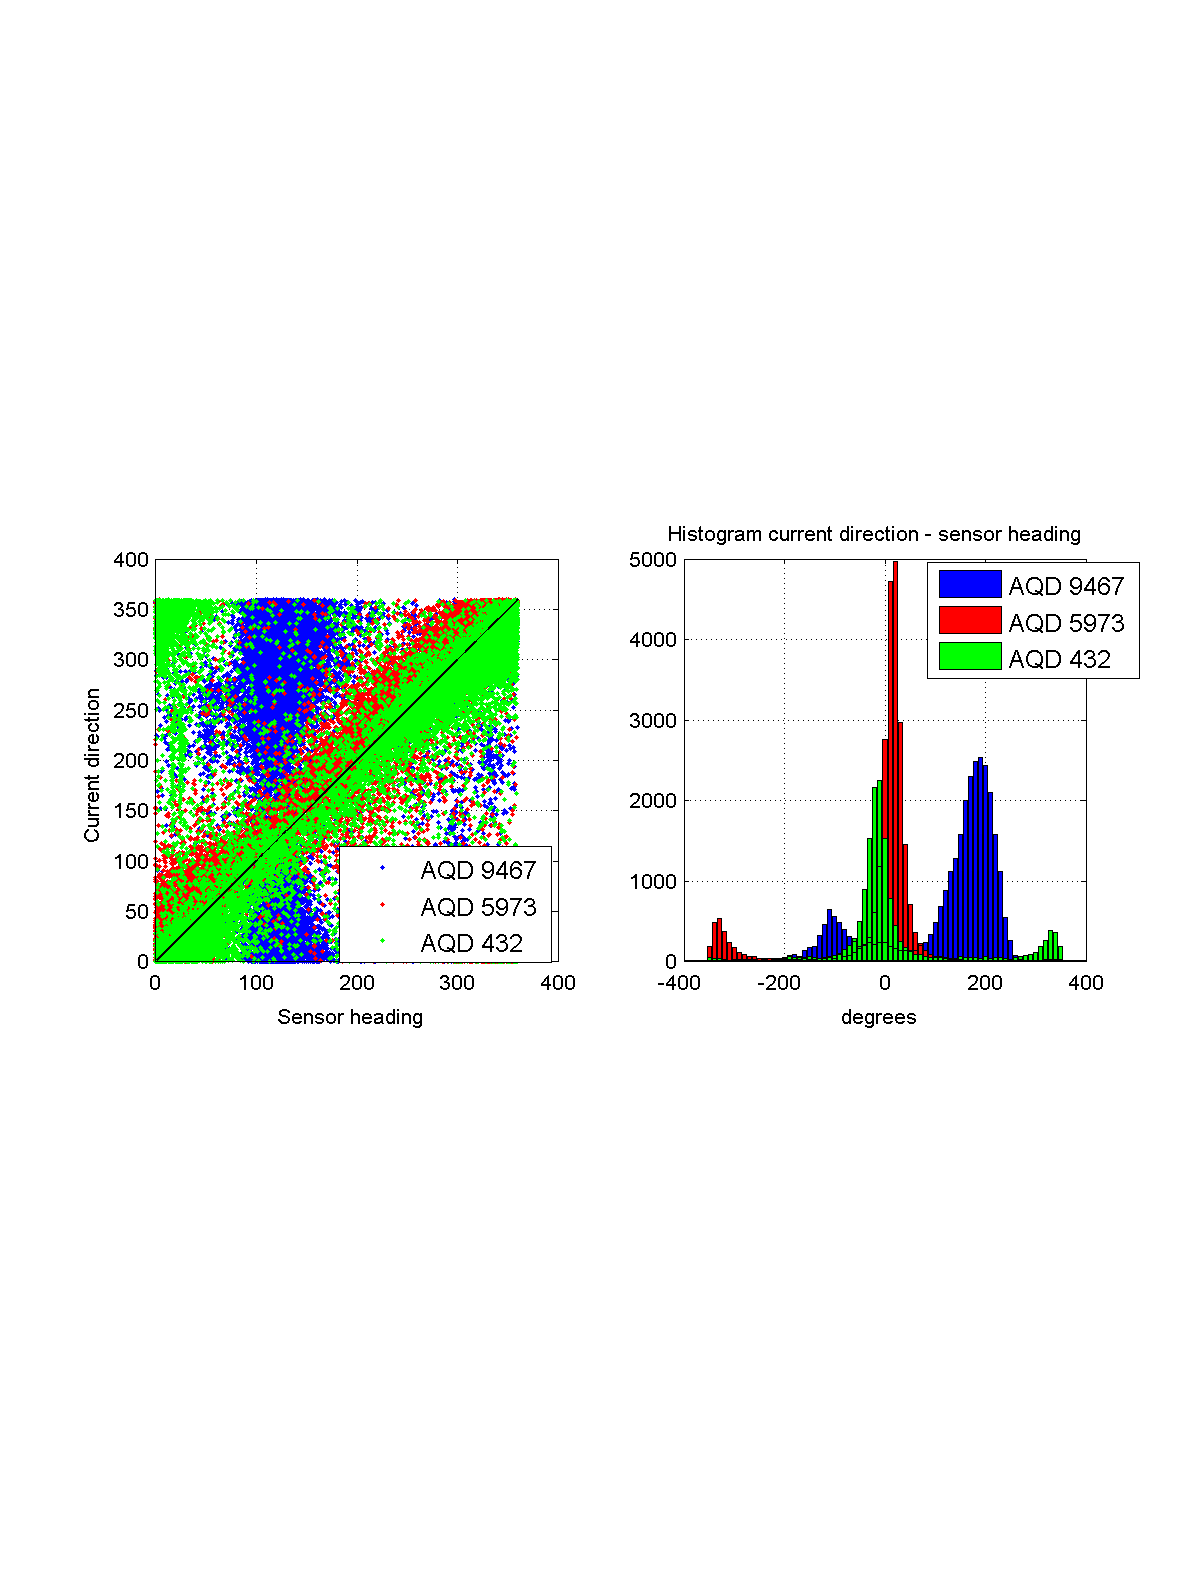 Histogram current direction - sensor heading
400
350
300
250
200
150
100
50
0
Current direction
0
100
200
300
400
Sensor heading
AQD 9467
AQD 5973
AQD 432
5000
4000
3000
2000
1000
0
-400
-200
0
200
400
degrees
AQD 9467
AQD 5973
AQD 432